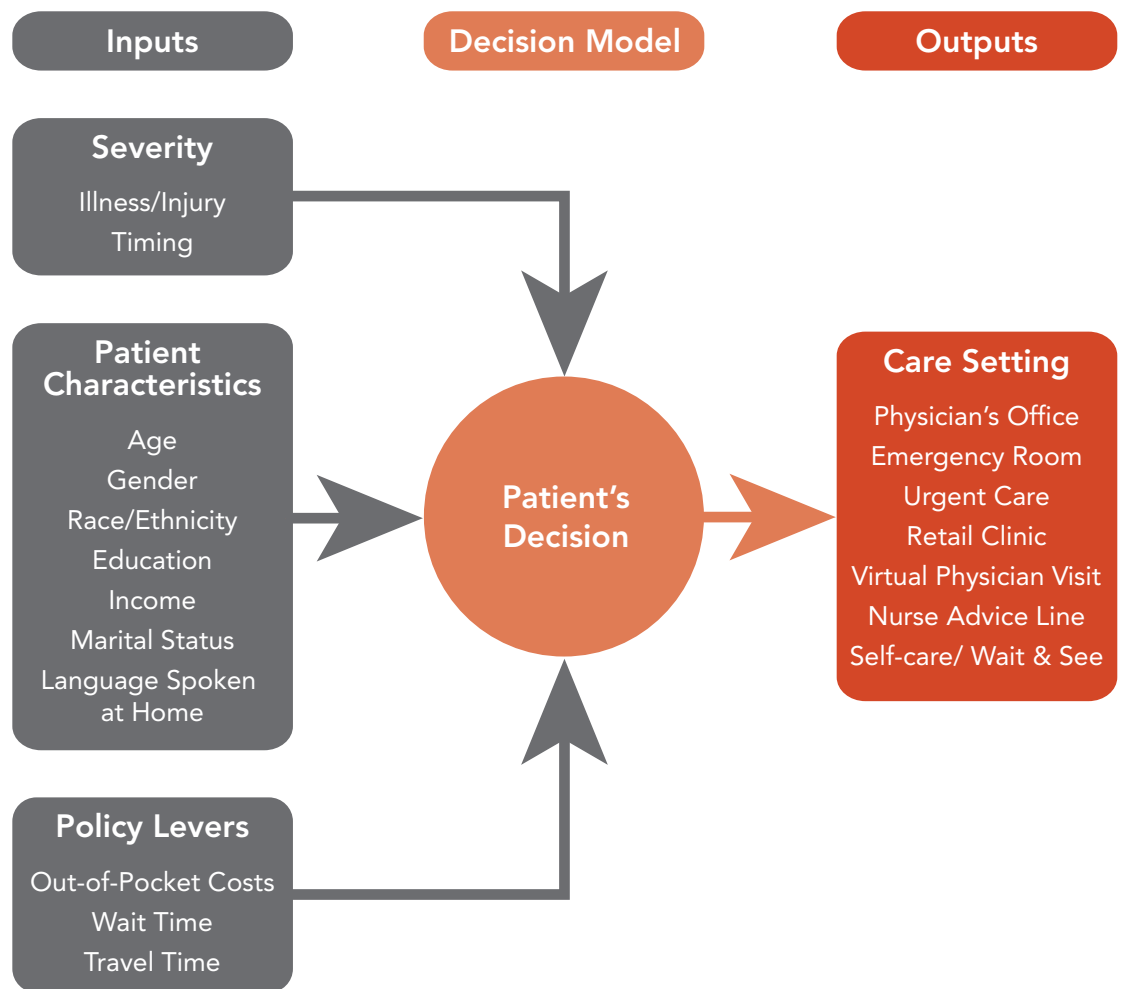 Inputs
Decision Model
Outputs
Severity
Illness/Injury
Timing
Patient
Characteristics
Age
Gender
Race/Ethnicity
Education
Income
Marital Status
Language Spoken
at Home
Policy Levers
Out-of-Pocket Costs
Wait Time
Travel Time
Patient’s
Decision
Care Setting
Physician’s Office
Emergency Room
Urgent Care
Retail Clinic
Virtual Physician Visit
Nurse Advice Line
Self-care/ Wait & See